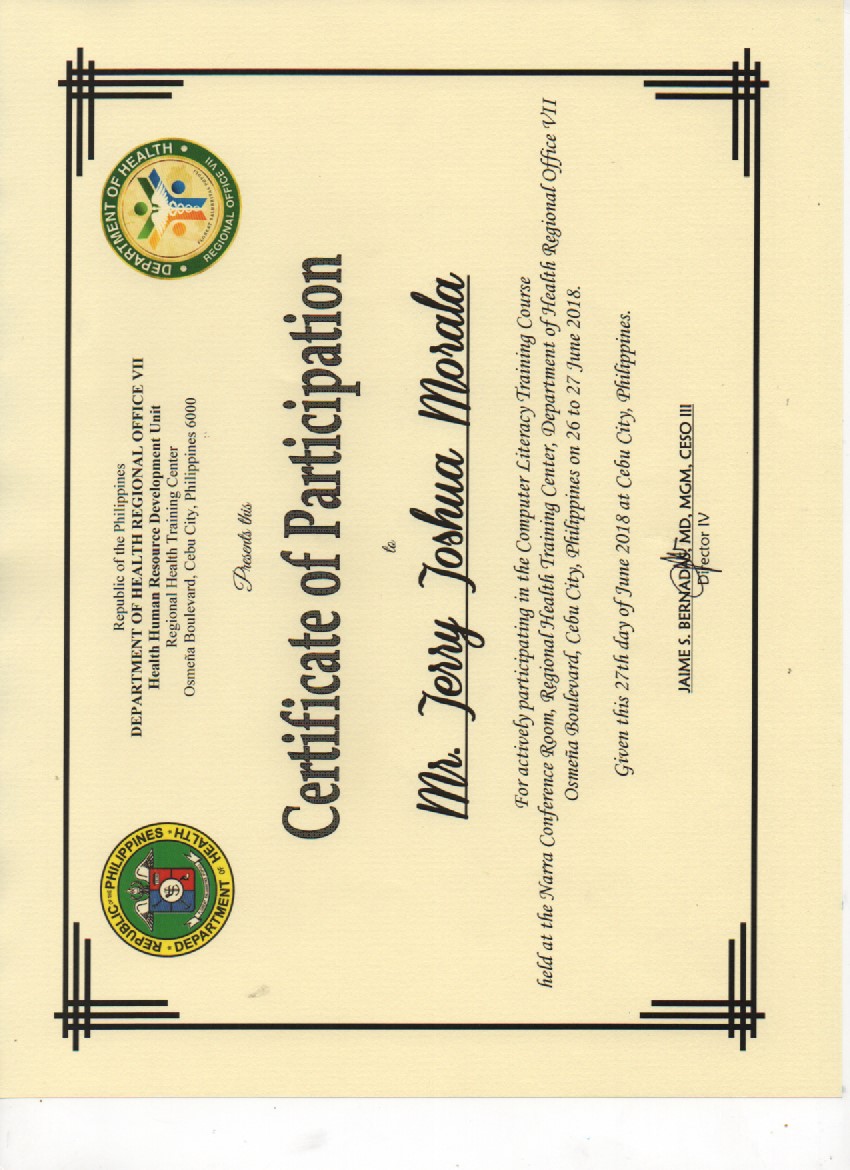 REPUBLIC OF THE PHILIPPINES • DEPARTMENT OF HEALTH
DEPARTMENT OF HEALTH • REGIONAL OFFICE VII •
Republic of the Philippines
DEPARTMENT OF HEALTH REGIONAL OFFICE VII
Health Human Resource Development Unit
Regional Health Training Center
Osmeña Boulevard, Cebu City, Philippines 6000
Presents this
Certificate of Participation
to
Mr. Jerry Joshua Morala
For actively participating in the Computer Literacy Training Course
held at the Narra Conference Room, Regional Health Training Center, Department of Health Regional Office VII
Osmeña Boulevard, Cebu City, Philippines on 26 to 27 June 2018.
Given this 27th day of June 2018 at Cebu City, Philippines.
JAIME S. BERNADAS, MD, MGM, CESO III
Director IV